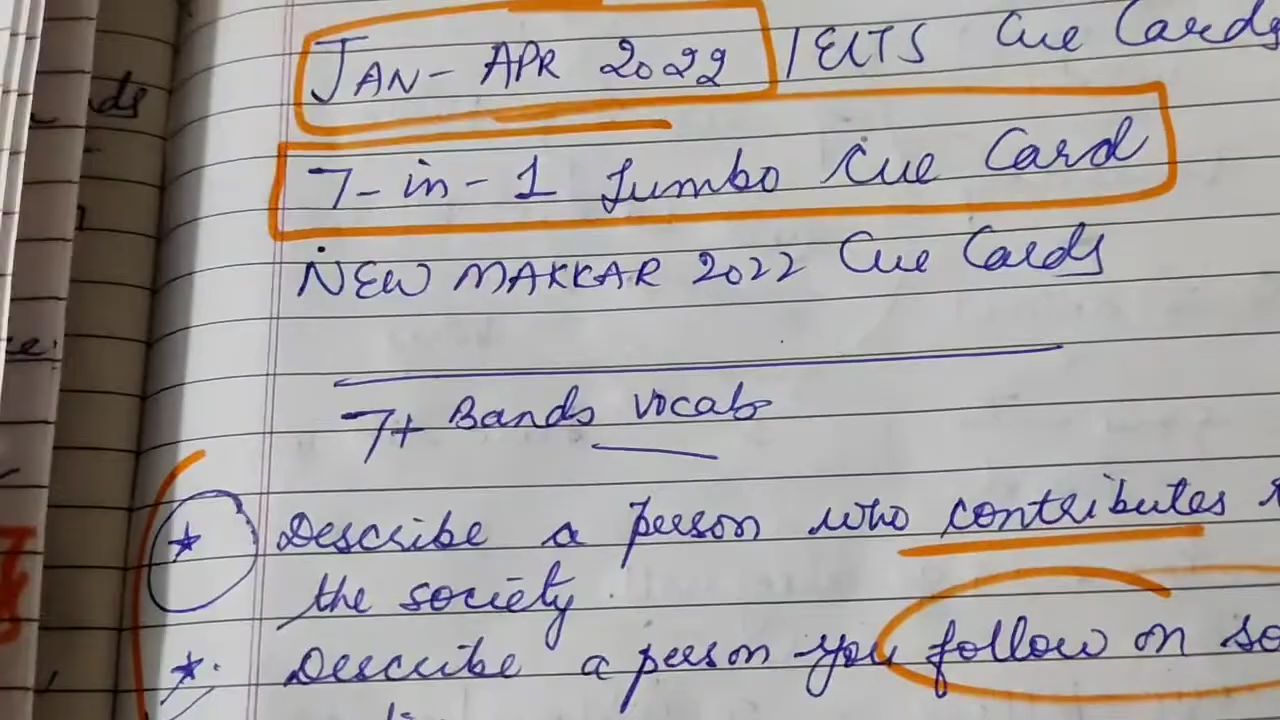 JAN- APR 2022 IELTS Cue Cards
7-in-1 Jumbo Cue Card
NEW MAKKAR 2022 Cue Cards
7+ Bands vocab
Describe a person who contributes
the society.
Describe a person you follow on so